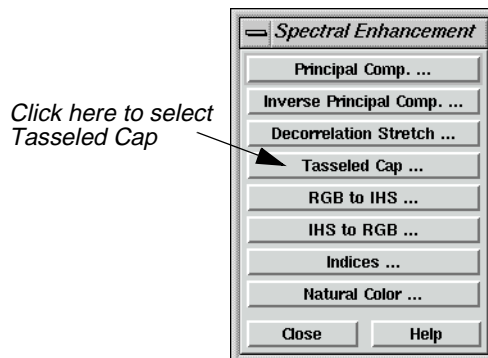 Spectral Enhancement
Principal Comp. ...
Inverse Principal Comp. ...
Click here to select
Tasseled Cap
Decorrelation Stretch ...
Tasseled Cap ...
RGB to IHS ...
IHS to RGB ...
Indices ...
Natural Color ...
Close Help